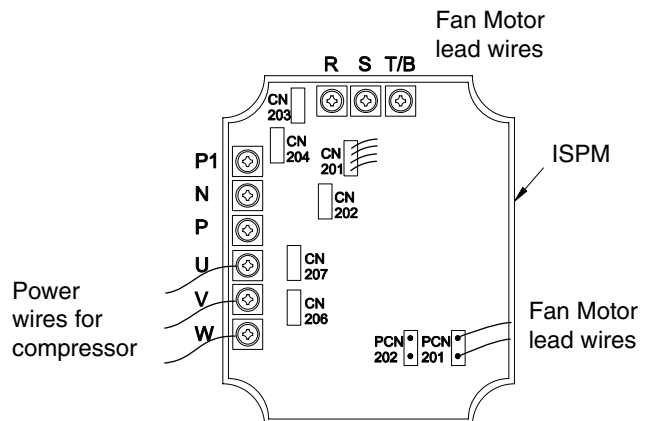 Fan Motor
lead wires
R S T/B
CN
203
CN
204
CN
201
CN
202
ISPM
P1
N
P
U
V
W
CN
207
CN
206
Power
wires for
compressor
PCN
202
PCN
201
Fan Motor
lead wires